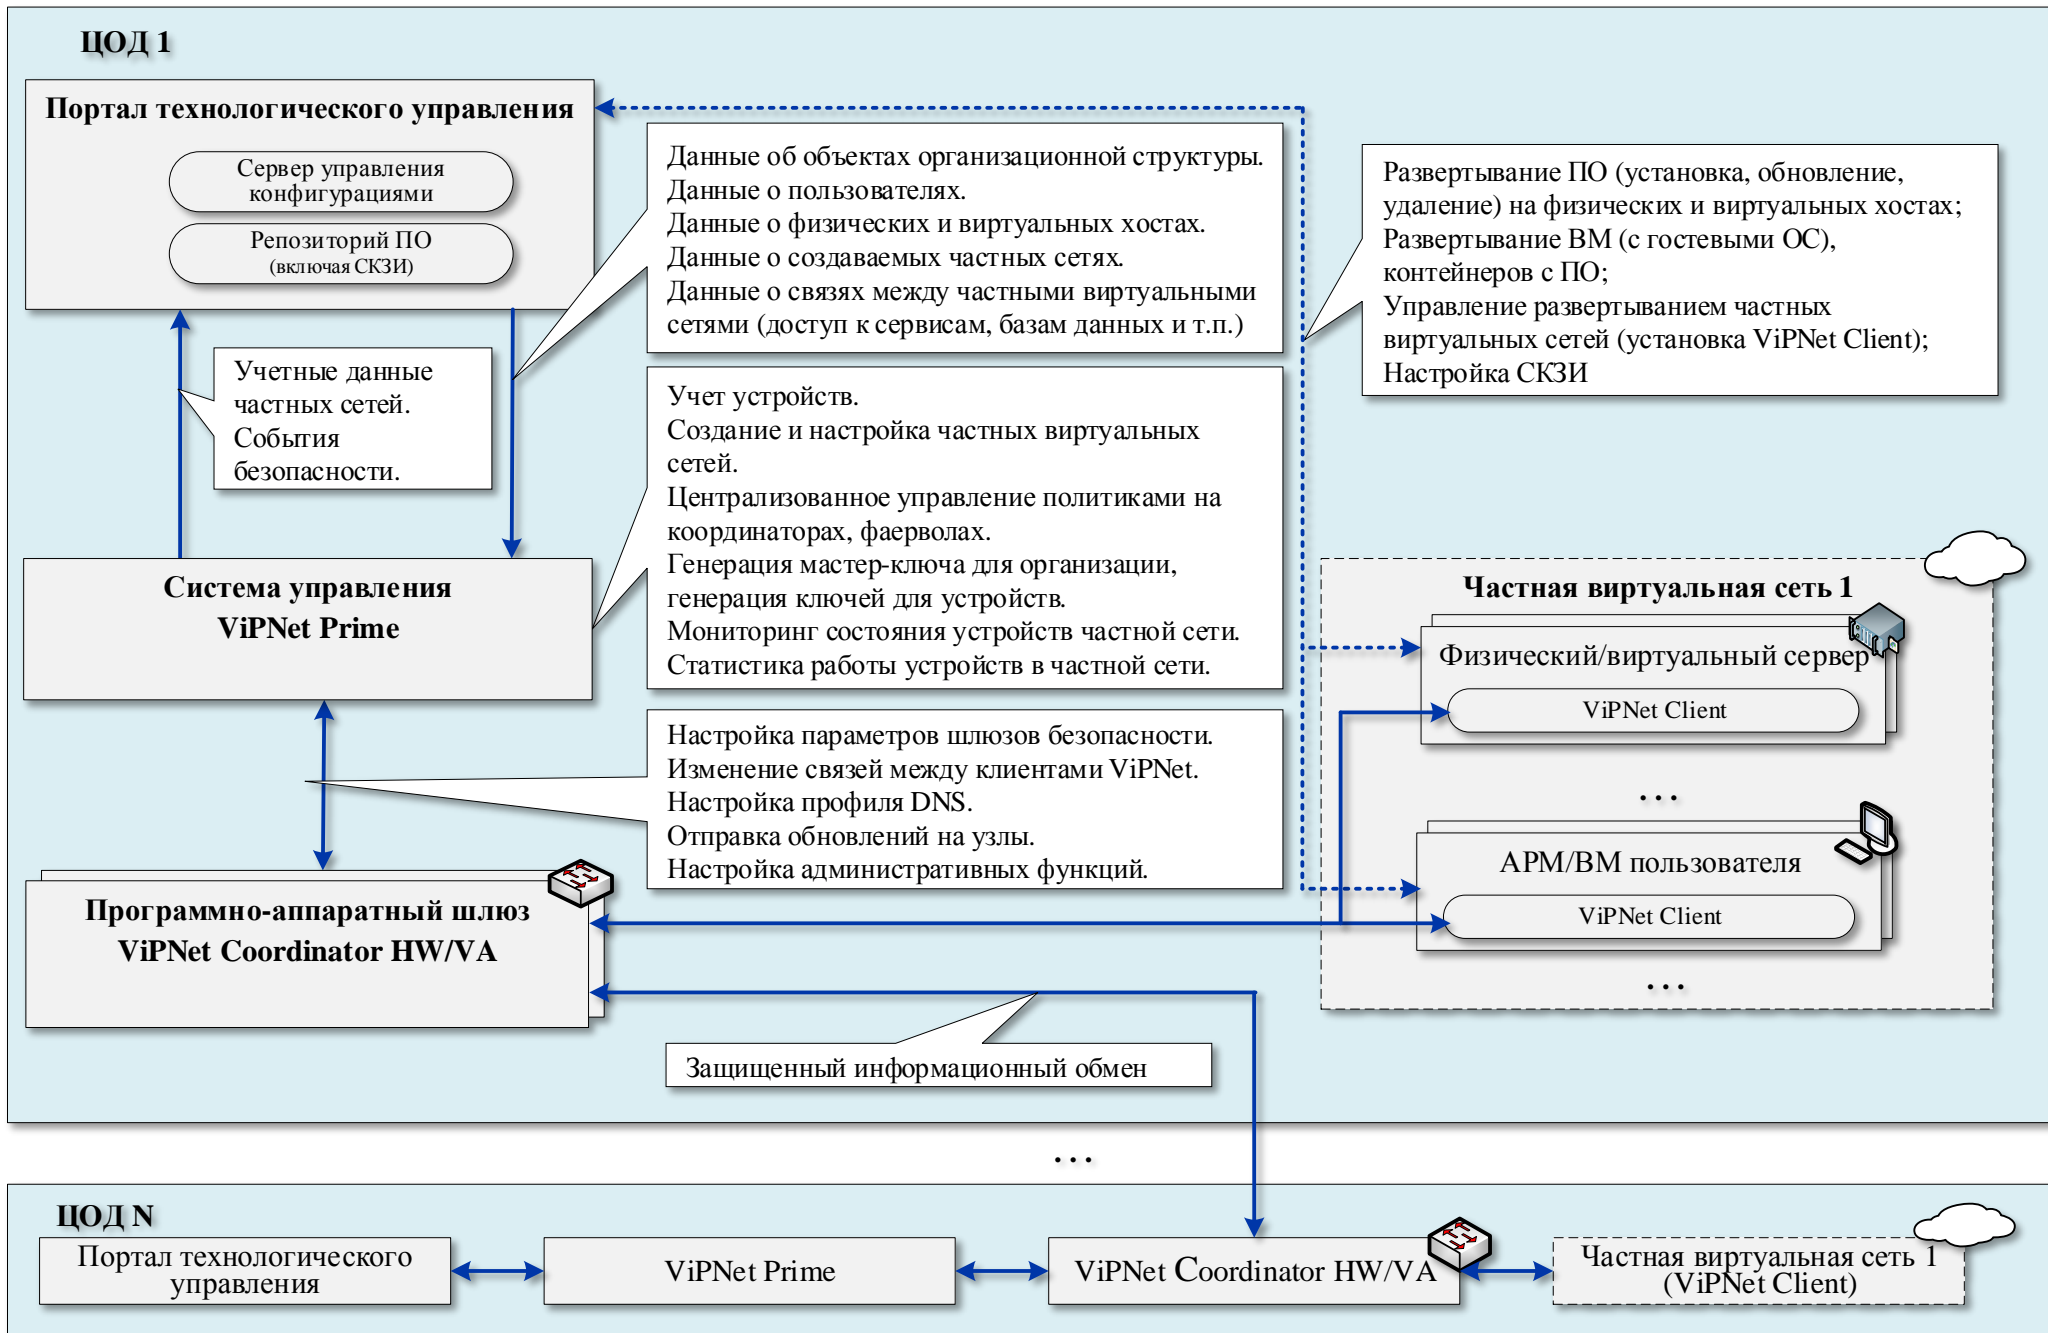 ЦОД 1
Портал технологического управления
Сервер управления
конфигурациями
Репозиторий ПО
(включая СКЗИ)
Данные об объектах организационной структуры.
Данные о пользователях.
Данные о физических и виртуальных хостах.
Данные о создаваемых частных сетях.
Данные о связях между частными виртуальными
сетями (доступ к сервисам, базам данных и т.п.)
Развертывание ПО (установка, обновление,
удаление) на физических и виртуальных хостах;
Развертывание ВМ (с гостевыми ОС),
контейнеров с ПО;
Управление развертыванием частных
виртуальных сетей (установка ViPNet Client);
Настройка СКЗИ
Учетные данные
частных сетей.
События
безопасности.
Учет устройств.
Создание и настройка частных виртуальных
сетей.
Централизованное управление политиками на
координаторах, фаерволах.
Генерация мастер-ключа для организации,
генерация ключей для устройств.
Мониторинг состояния устройств частной сети.
Статистика работы устройств в частной сети.
Система управления
ViPNet Prime
Частная виртуальная сеть 1
Физический/виртуальный сервер
ViPNet Client
. . .
АРМ/ВМ пользователя
ViPNet Client
. . .
Настройка параметров шлюзов безопасности.
Изменение связей между клиентами ViPNet.
Настройка профиля DNS.
Отправка обновлений на узлы.
Настройка административных функций.
Программно-аппаратный шлюз
ViPNet Coordinator HW/VA
Защищенный информационный обмен
. . .
ЦОД N
Портал технологического
управления
ViPNet Prime
ViPNet Coordinator HW/VA
Частная виртуальная сеть 1
(ViPNet Client)